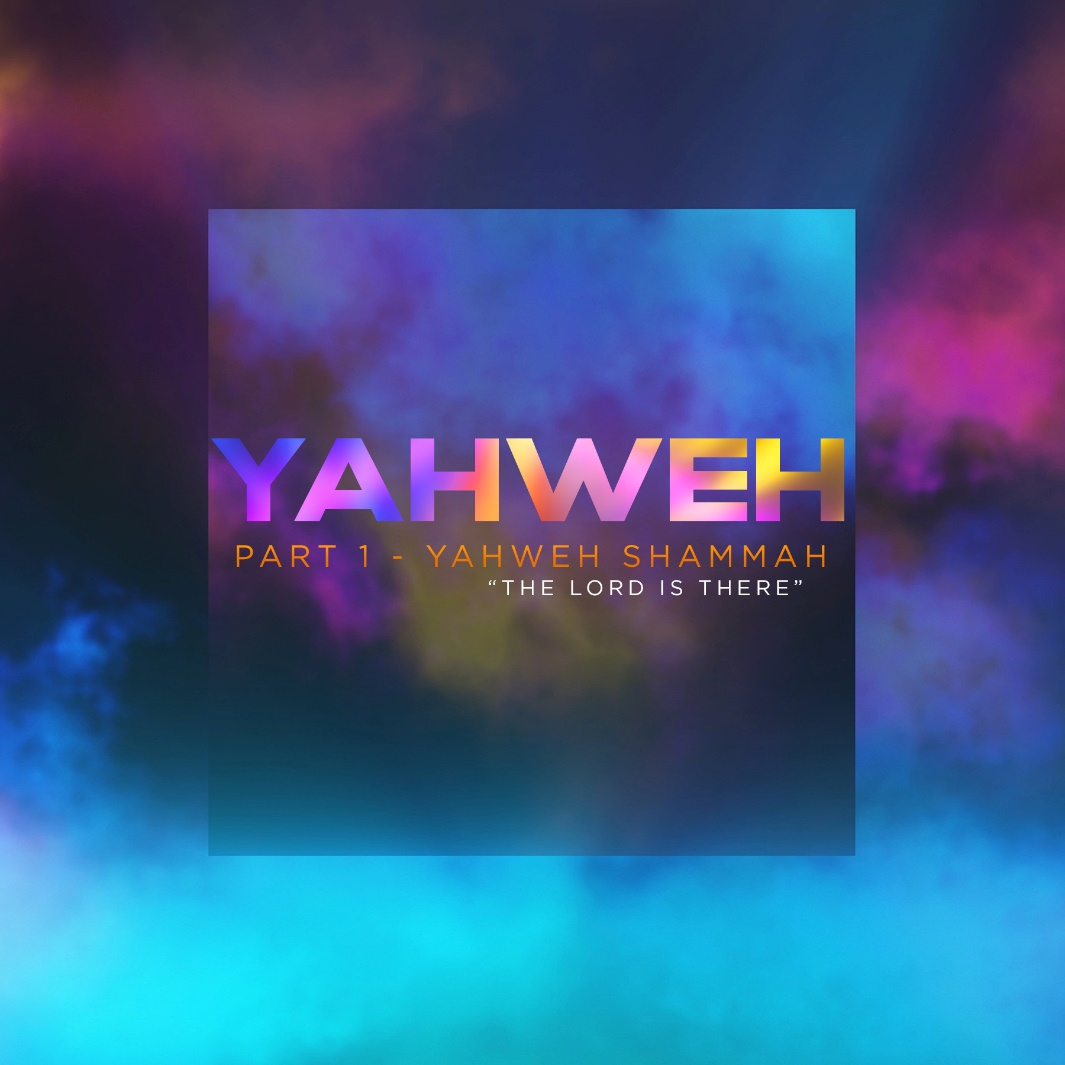 YAHWEH
PART 1 - YAHWEH SHAMMAH
“THE LORD IS THERE”